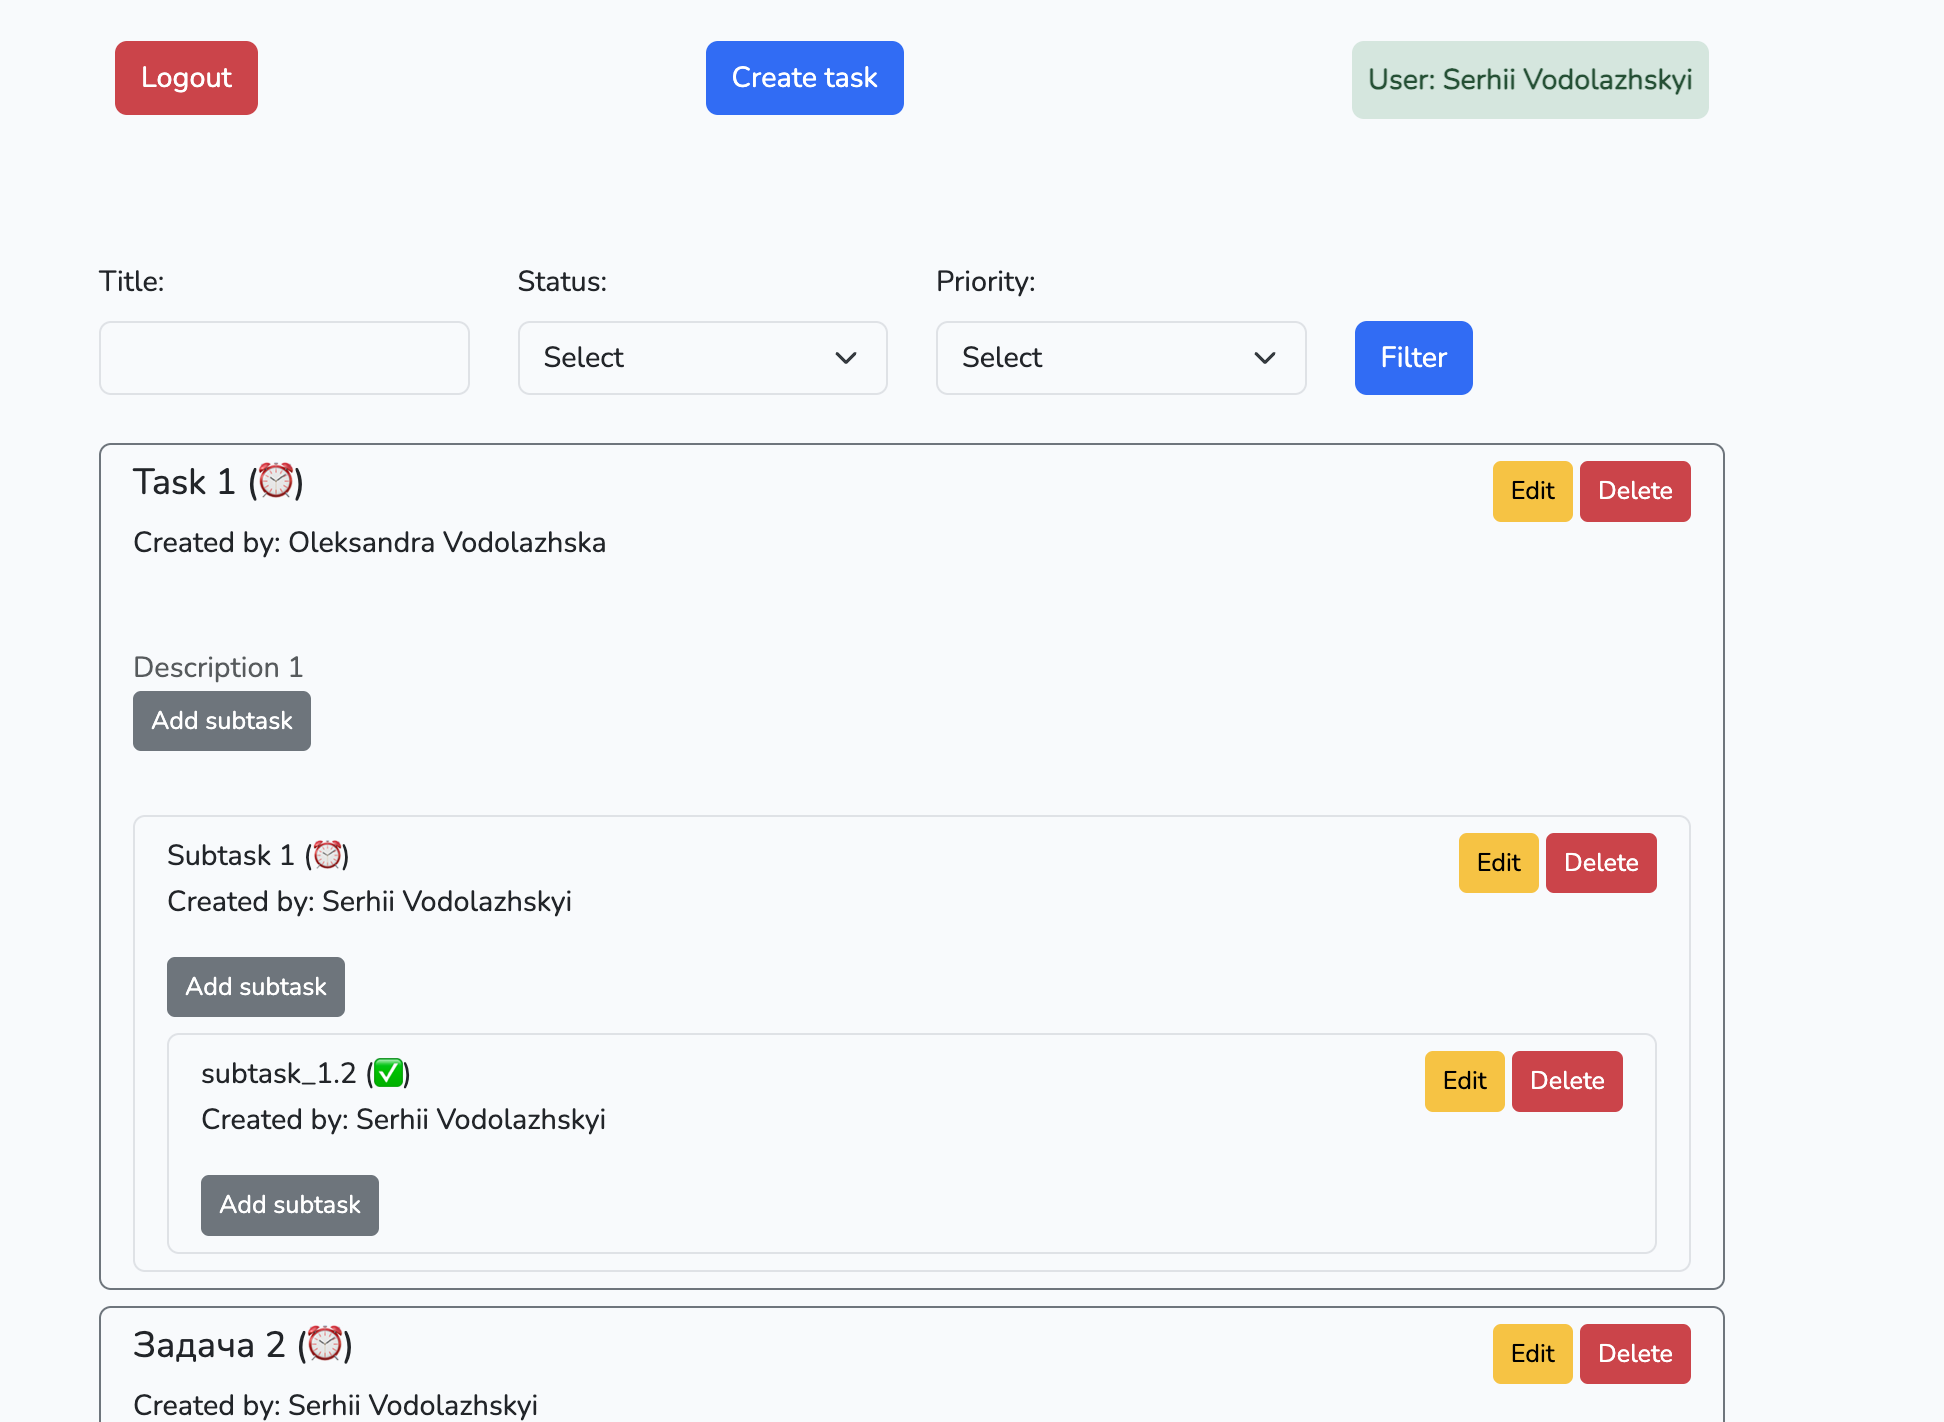 Logout
Create task
User: Serhii Vodolazhskyi
Title:
Status:
Priority:
Select
Select
Filter
Task 1 (⏰)
Edit
Delete
Created by: Oleksandra Vodolazhska
Description 1
Add subtask
Subtask 1 (⏰)
Edit
Delete
Created by: Serhii Vodolazhskyi
Add subtask
subtask_1.2 (✅)
Edit
Delete
Created by: Serhii Vodolazhskyi
Add subtask
Задача 2 (⏰)
Edit
Delete
Created by: Serhii Vodolazhskyi